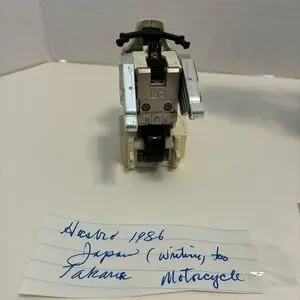 Hasbro 1986
Japan (writing too
Takara Motorcycle